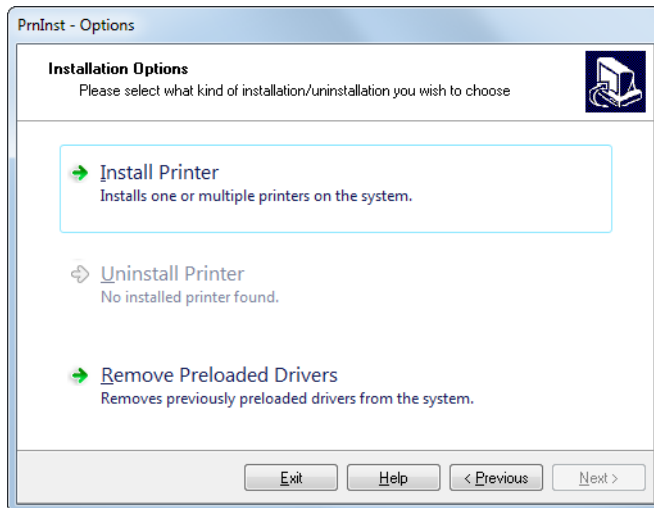 PrnInst - Options
Installation Options
Please select what kind of installation/uninstallation you wish to choose
Install Printer
Installs one or multiple printers on the system.
Uninstall Printer
No installed printer found.
Remove Preloaded Drivers
Removes previously preloaded drivers from the system.
Exit Help < Previous Next >